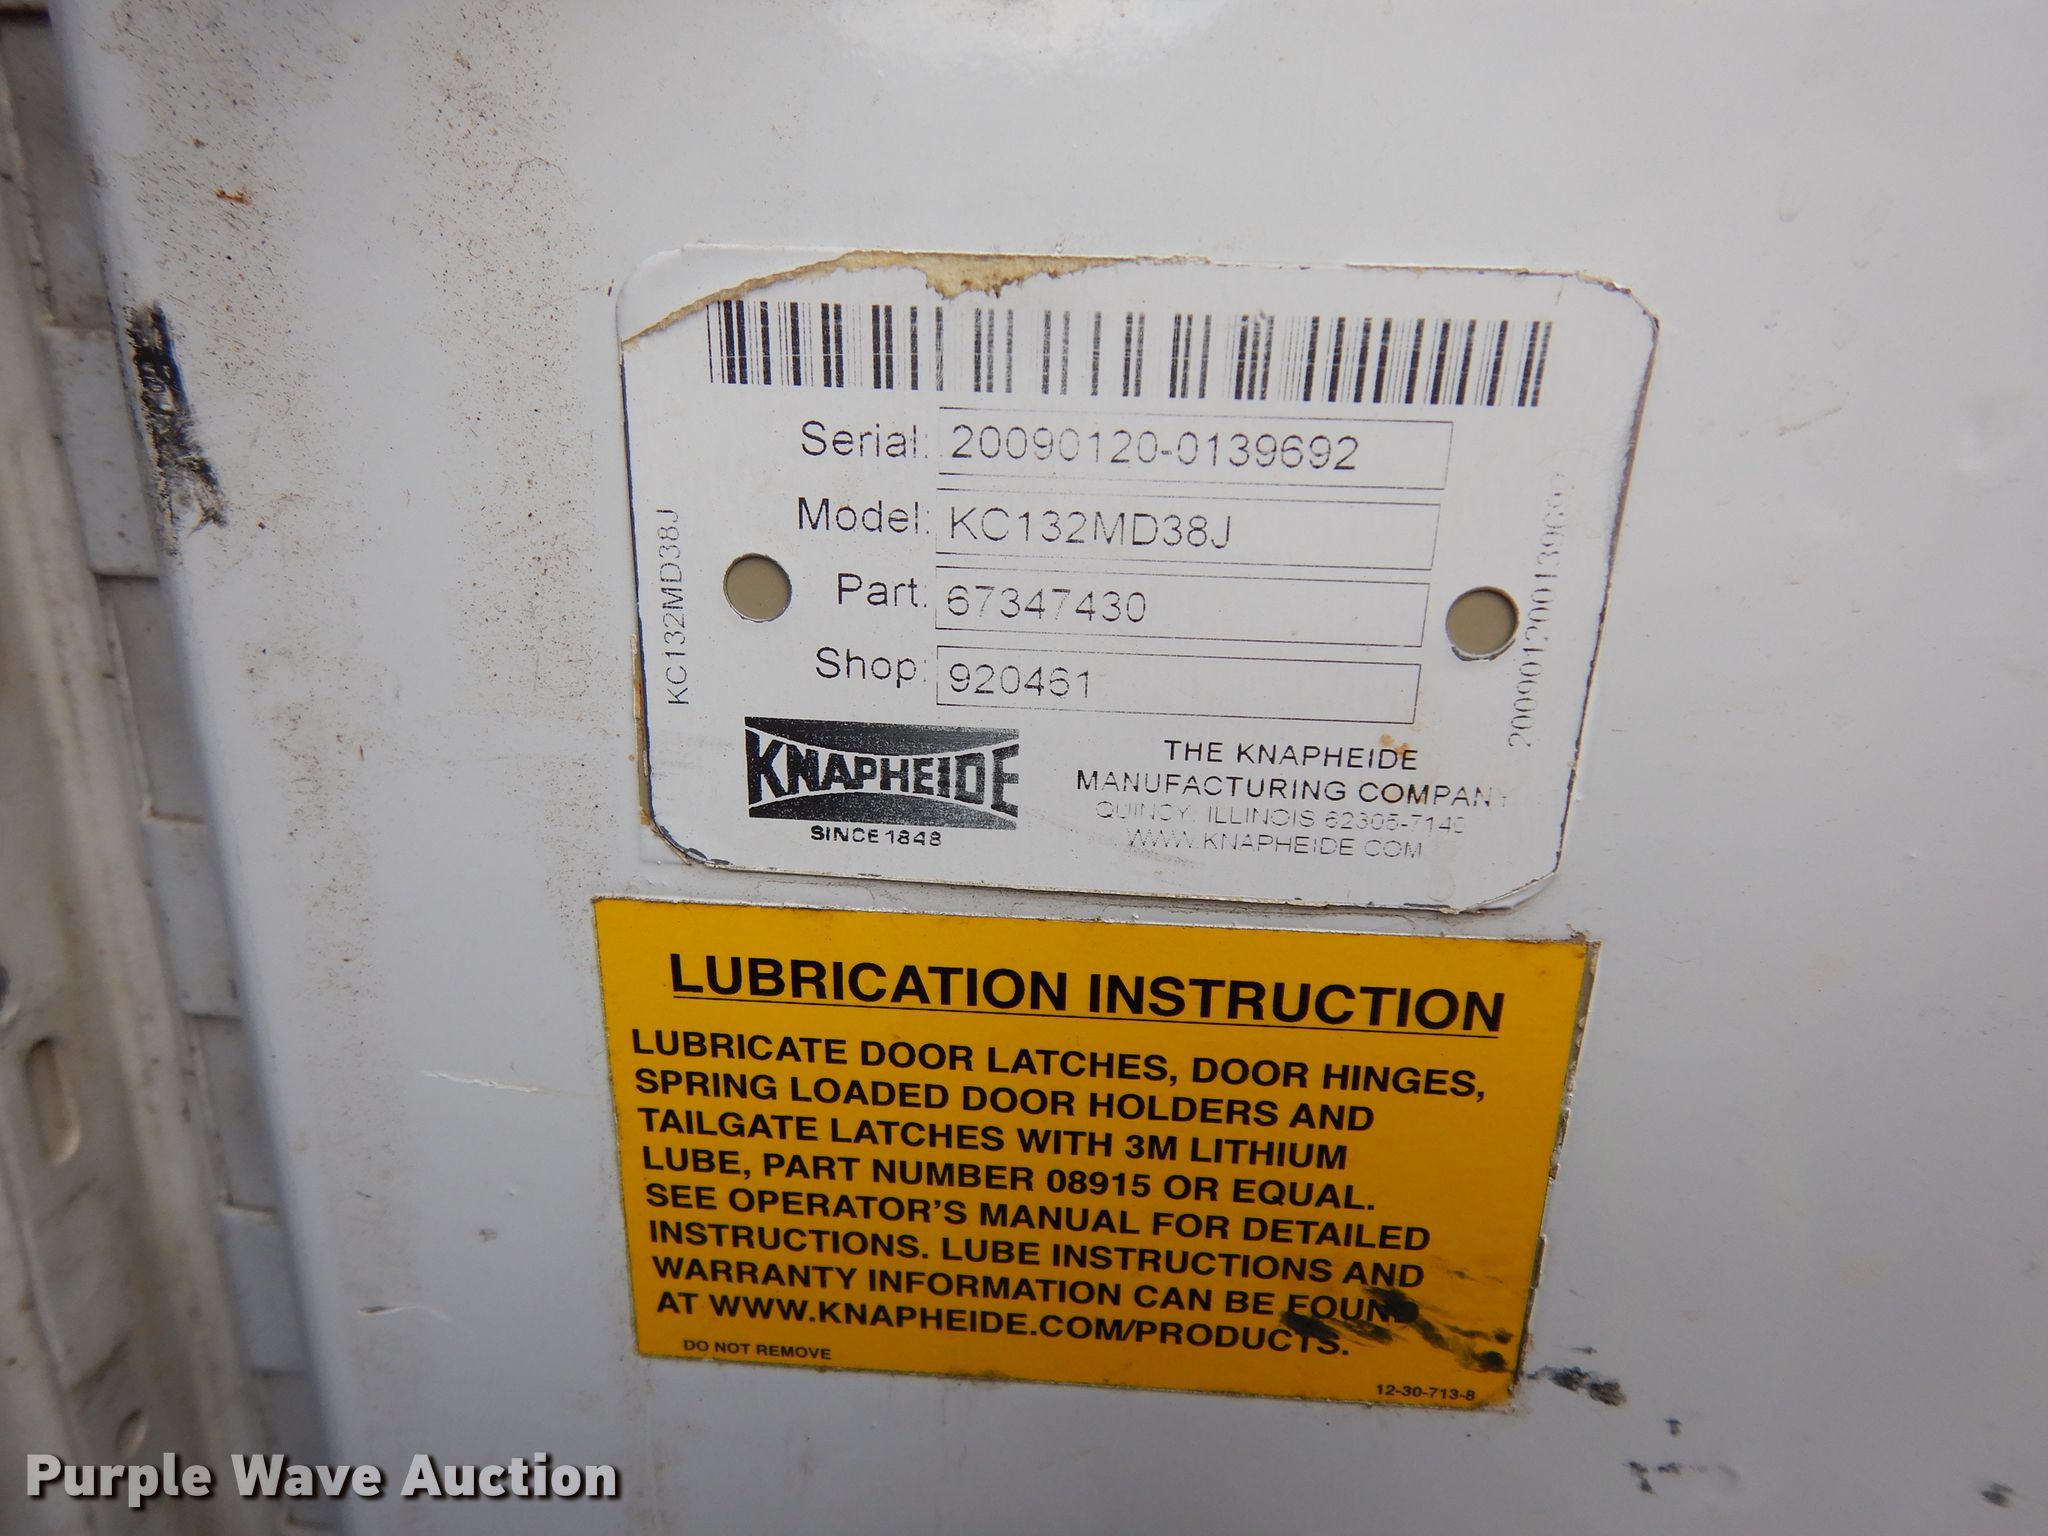 Serial: 20090120-0139692
Model: KC132MD38J
Part: 67347430
Shop: 920461
KC132MD38J
200901200139692
KNAPHEIDE
SINCE 1848
THE KNAPHEIDE
MANUFACTURING COMPANY
QUINCY, ILLINOIS 62305-7140
WWW.KNAPHEIDE.COM
LUBRICATION INSTRUCTION
LUBRICATE DOOR LATCHES, DOOR HINGES,
SPRING LOADED DOOR HOLDERS AND
TAILGATE LATCHES WITH 3M LITHIUM
LUBE, PART NUMBER 08915 OR EQUAL.
SEE OPERATOR'S MANUAL FOR DETAILED
INSTRUCTIONS. LUBE INSTRUCTIONS AND
WARRANTY INFORMATION CAN BE FOUND
AT WWW.KNAPHEIDE.COM/PRODUCTS.
DO NOT REMOVE
12-30-713-8
Purple Wave Auction